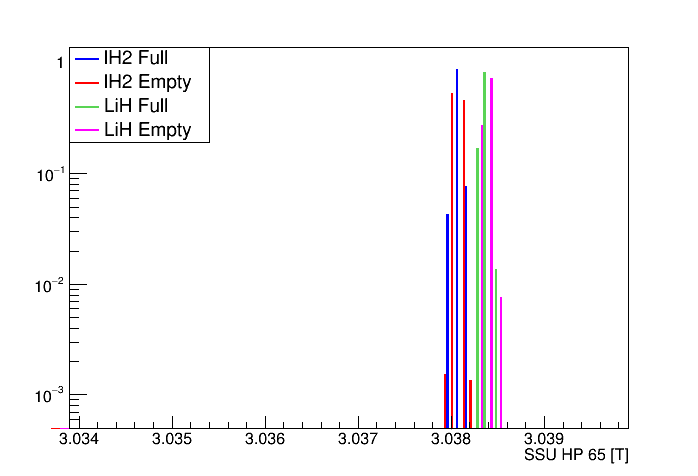 1
10⁻¹
10⁻²
10⁻³
lH2 Full
lH2 Empty
LiH Full
LiH Empty
3.034 3.035 3.036 3.037 3.038 3.039
SSU HP 65 [T]